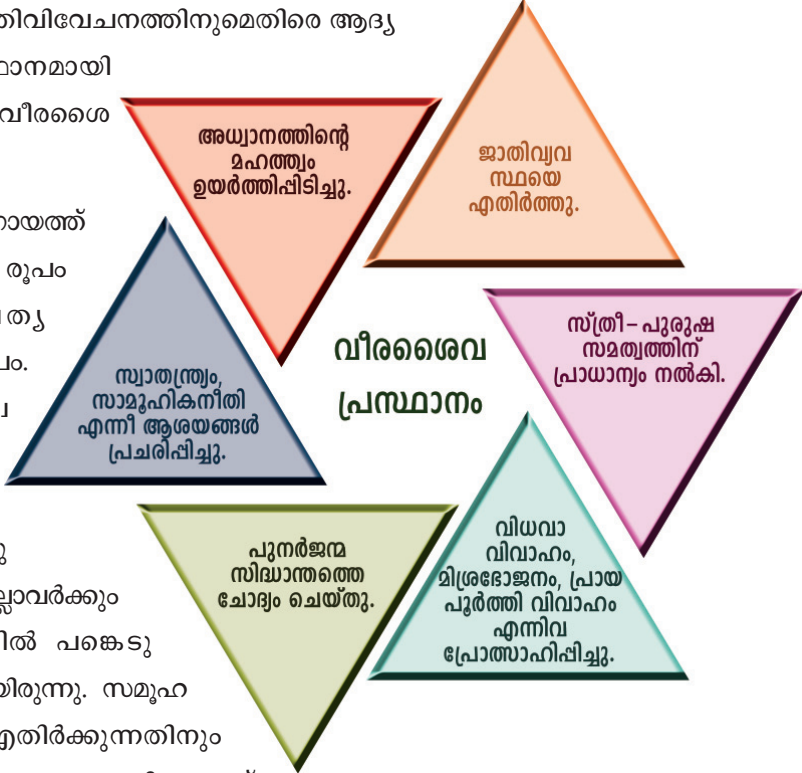 തിവിവേചനത്തിനുമെതിരെ ആദ്യ
ഥാനമായി
വീരശൈ
നായത്ത്
രൂപം
ത്യ
പം.
ല്ലാവർക്കും
ൽ പങ്കെടു
യിരുന്നു. സമൂഹ
എതിർക്കുന്നതിനും
അധ്വാനത്തിന്റെ
മഹത്ത്വം
ഉയർത്തിപ്പിടിച്ചു.
ജാതിവ്യവ
സ്ഥയെ
എതിർത്തു.
സ്വാതന്ത്ര്യം,
സാമൂഹികനീതി
എന്നീ ആശയങ്ങൾ
പ്രചരിപ്പിച്ചു.
വീരശൈവ
പ്രസ്ഥാനം
സ്ത്രീ-പുരുഷ
സമത്വത്തിന്
പ്രാധാന്യം നൽകി.
പുനർജന്മ
സിദ്ധാന്തത്തെ
ചോദ്യം ചെയ്തു.
വിധവാ
വിവാഹം,
മിശ്രഭോജനം, പ്രായ
പൂർത്തി വിവാഹം
എന്നിവ
പ്രോത്സാഹിപ്പിച്ചു.